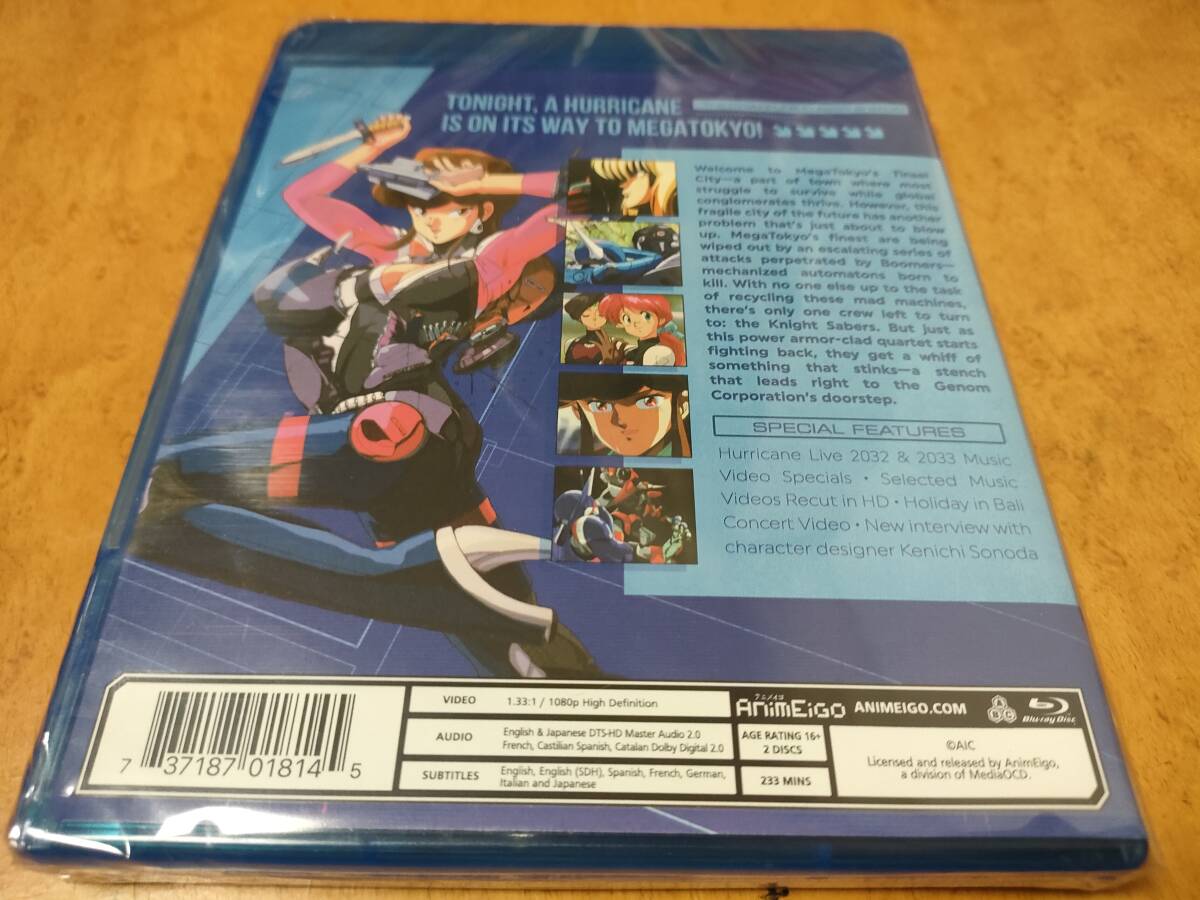 TONIGHT, A HURRICANE
IS ON ITS WAY TO MEGATOKYO!
Welcome to MegaTokyo's Tinsel
City—a part of town where most
struggle to survive while global
conglomerates thrive. However, this
fragile city of the future has another
problem that's just about to blow
up. MegaTokyo's finest are being
wiped out by an escalating series of
attacks perpetrated by Boomers—
mechanized automatons born to
kill. With no one else up to the task
of recycling these mad machines,
there's only one crew left to turn
to: the Knight Sabers. But just as
this power armor-clad quartet starts
fighting back, they get a whiff of
something that stinks—a stench
that leads right to the Genom
Corporation's doorstep.
SPECIAL FEATURES
Hurricane Live 2032 & 2033 Music
Video Specials • Selected Music
Videos Recut in HD • Holiday in Bali
Concert Video • New interview with
character designer Kenichi Sonoda
7 37187 01814 5
VIDEO
1.33:1 / 1080p High Definition
AUDIO
English & Japanese DTS-HD Master Audio 2.0
French, Castilian Spanish, Catalan Dolby Digital 2.0
SUBTITLES
English, English (SDH), Spanish, French, German,
Italian and Japanese
アニメイゴ
AnimEigo
ANIMEIGO.COM
AGE RATING 16+
2 DISCS
233 MINS
A B C
Blu-ray Disc
©AIC
Licensed and released by AnimEigo,
a division of MediaOCD.